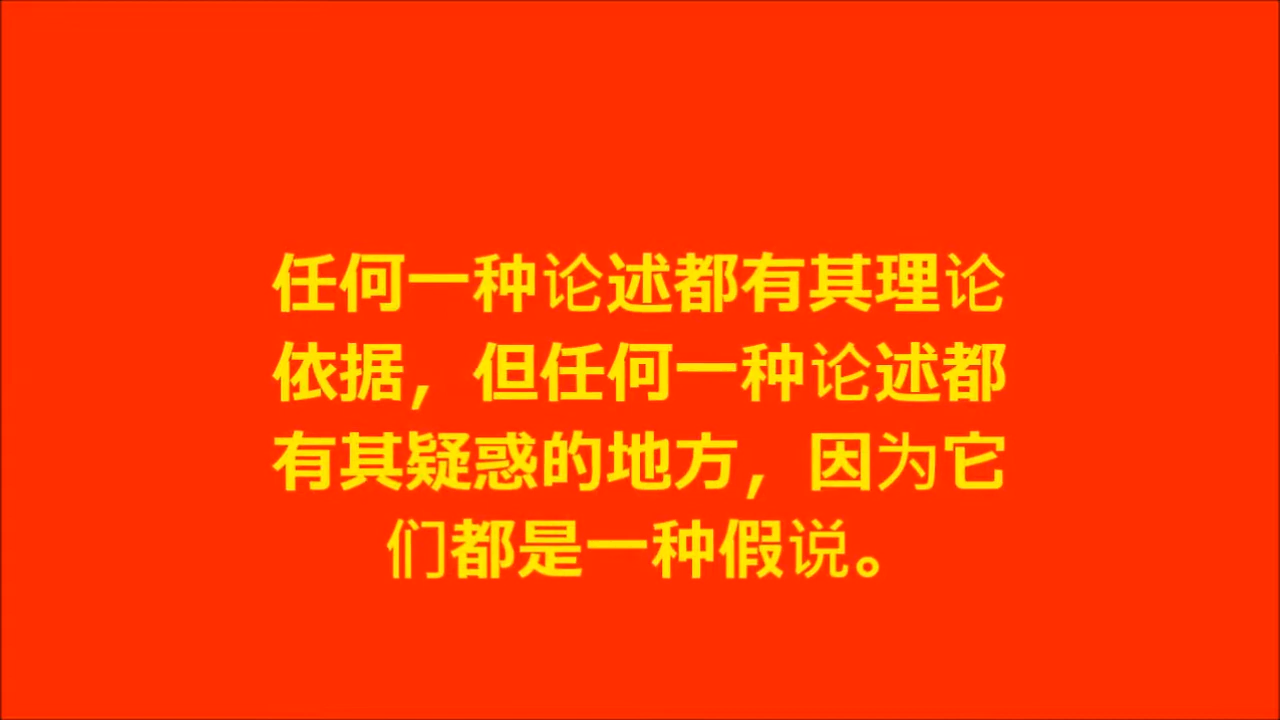 任何一种论述都有其理论
依据，但任何一种论述都
有其疑惑的地方，因为它
们都是一种假说。